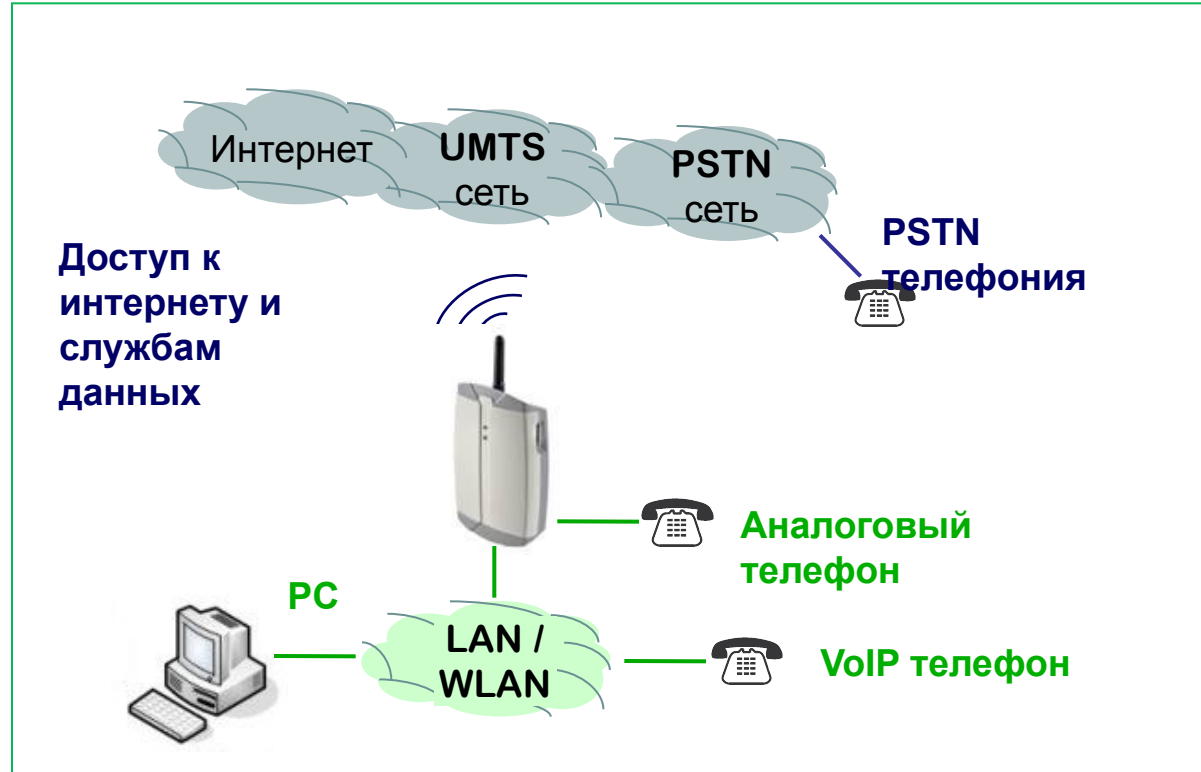 Интернет
UMTS
сеть
PSTN
сеть
PSTN
телефония
Доступ к
интернету и
службам
данных
Аналоговый
телефон
PC
LAN /
WLAN
VoIP телефон